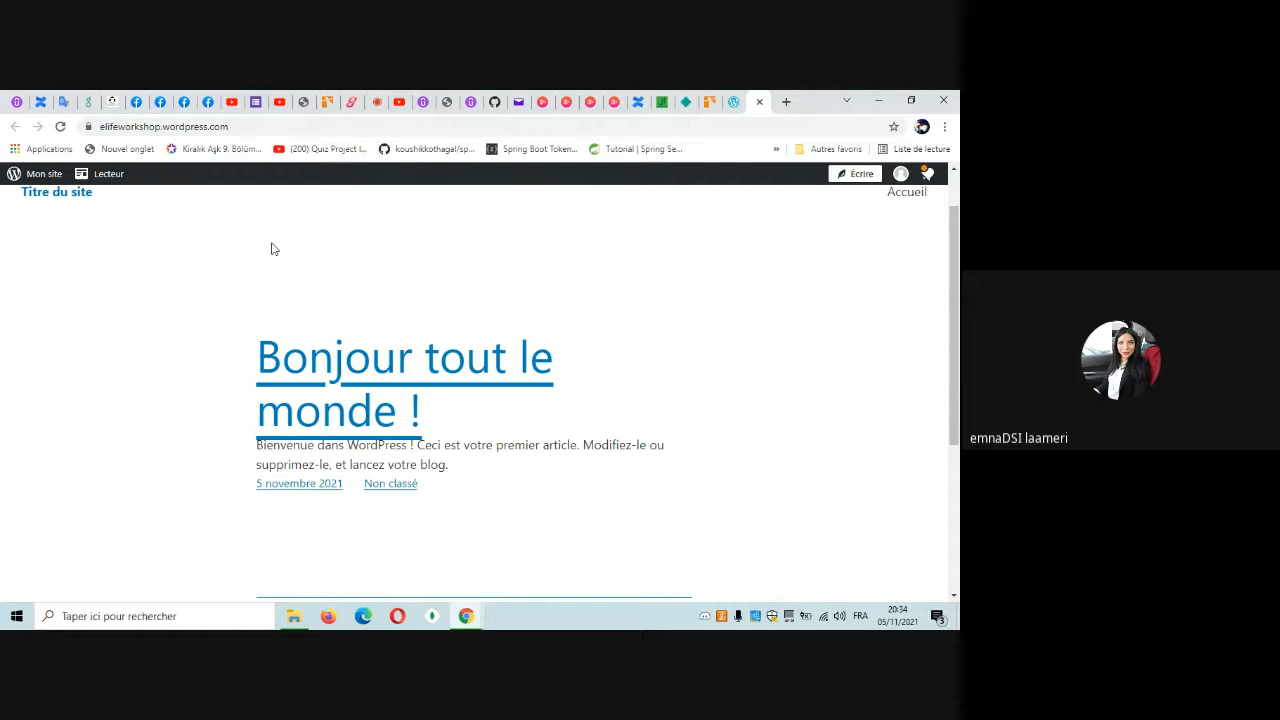 elifeworkshop.wordpress.com
Applications
Nouvel onglet
Kiralık Aşk 9. Bölüm...
(200) Quiz Project I...
koushikkothagal/sp...
Spring Boot Token...
Tutorial (Spring Se...
»
Autres favoris
Liste de lecture
Mon site
Lecteur
Écrire
Titre du site
Accueil
Bonjour tout le
monde !
Bienvenue dans WordPress ! Ceci est votre premier article. Modifiez-le ou
supprimez-le, et lancez votre blog.
5 novembre 2021
Non classé
emnaDSI laameri
Taper ici pour rechercher
FRA
20:34
05/11/2021
3